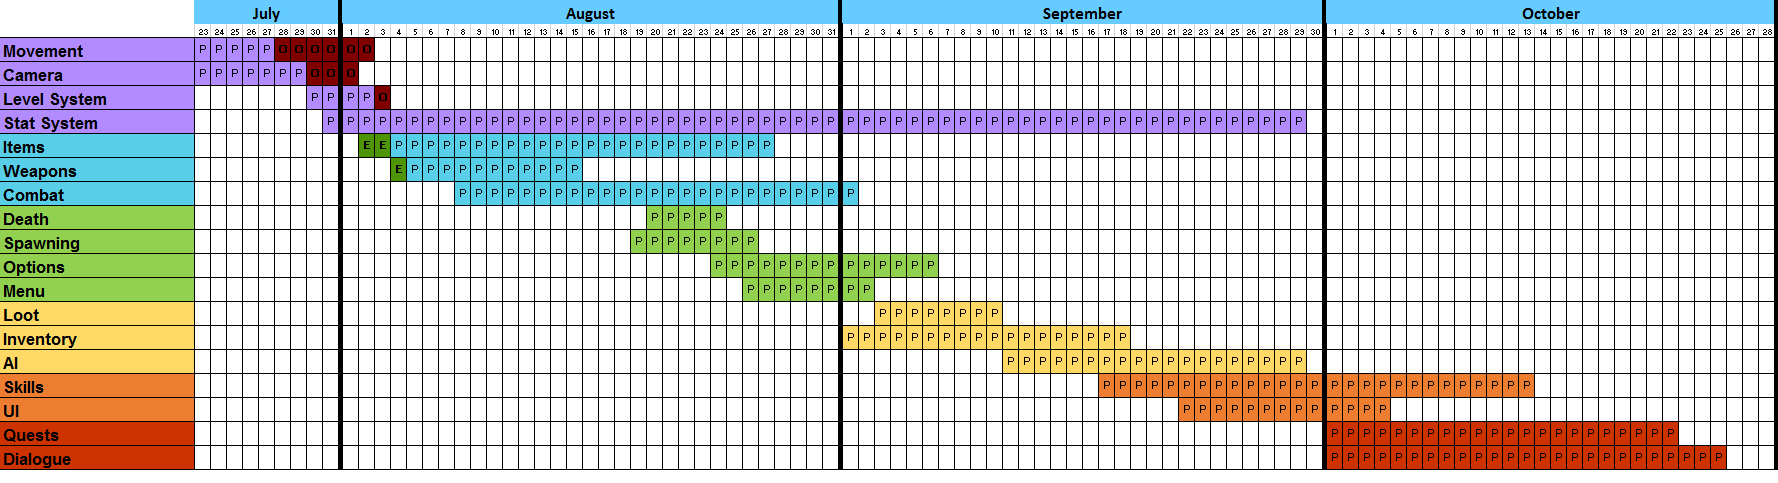 July August September October
23 24 25 26 27 28 29 30 31 1 2 3 4 5 6 7 8 9 10 11 12 13 14 15 16 17 18 19 20 21 22 23 24 25 26 27 28 29 30 31 1 2 3 4 5 6 7 8 9 10 11 12 13 14 15 16 17 18 19 20 21 22 23 24 25 26 27 28 29 30 1 2 3 4 5 6 7 8 9 10 11 12 13 14 15 16 17 18 19 20 21 22 23 24 25 26 27 28
Movement P P P P P
Camera P P P P P P P
Level System P P P P
Stat System P P P P P P P P P P P P P P P P P P P P P P P P P P P P P P P P P P P P P P P P P P P P P P P P P P P P P P P P P P P P P
Items E E P P P P P P P P P P P P P P P P P P P P P P P P
Weapons E P P P P P P P P P P P
Combat P P P P P P P P P P P P P P P P P P P P P P P P P
Death P P P P P
Spawning P P P P P P P P
Options P P P P P P P P P P P P P P
Menu P P P P P P P P
Loot P P P P P P P P
Inventory P P P P P P P P P P P P P P P P P P
AI P P P P P P P P P P P P P P P P P P P
Skills P P P P P P P P P P P P P P P P P P P P P P P P P P P
UI P P P P P P P P P P P P P
Quests P P P P P P P P P P P P P P P P P P P P P P
Dialogue P P P P P P P P P P P P P P P P P P P P P P P P P